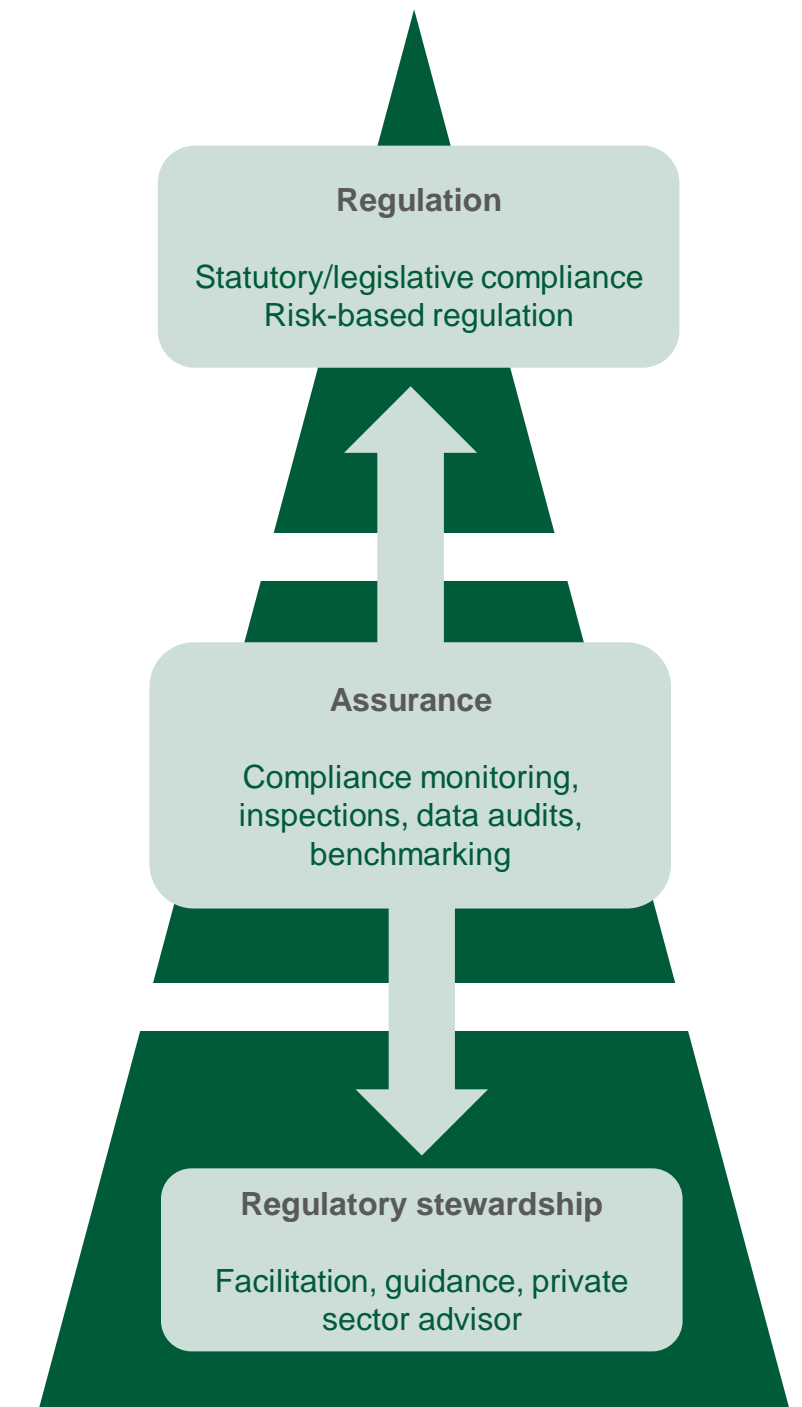 Regulation
Statutory/legislative compliance
Risk-based regulation
Assurance
Compliance monitoring,
inspections, data audits,
benchmarking
Regulatory stewardship
Facilitation, guidance, private
sector advisor